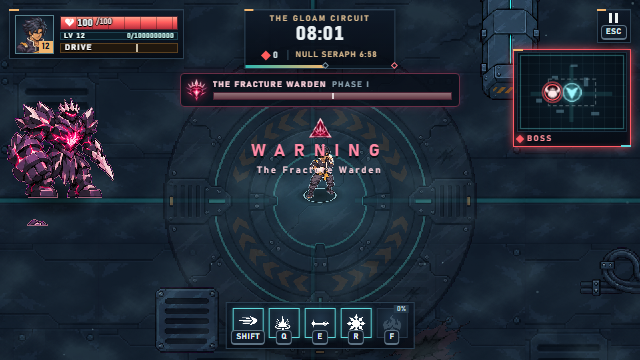 100/100
12
LV 12 0/1000000000
DRIVE
THE GLOAM CIRCUIT
08:01
0 NULL SERAPH 6:58
ESC
THE FRACTURE WARDEN PHASE I
WARNING
The Fracture Warden
BOSS
SHIFT
Q
E
R
0%
F